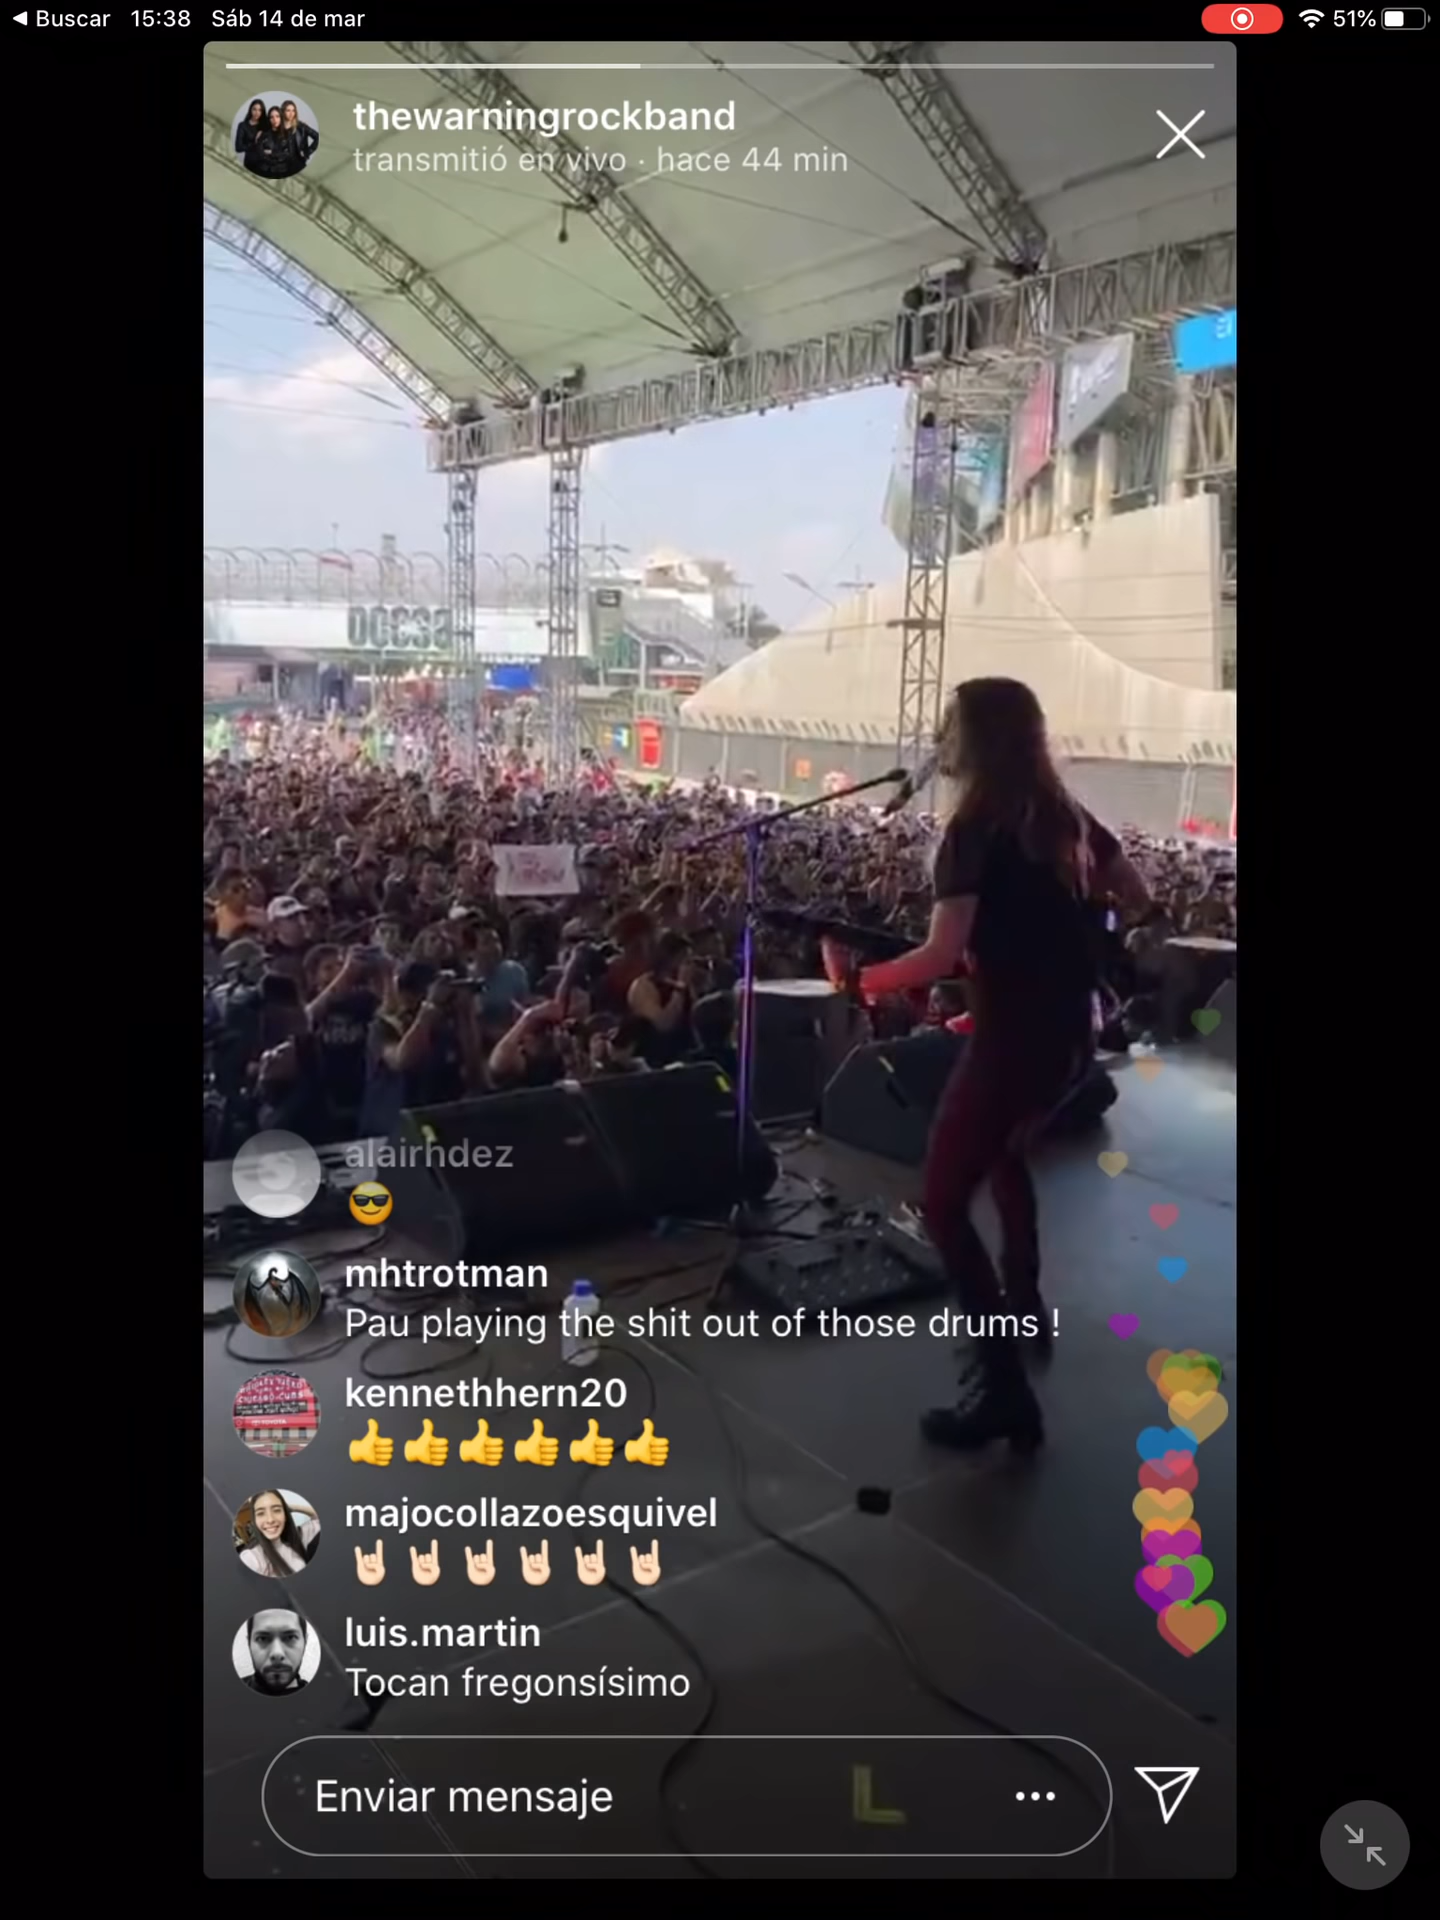 Buscar 15:38 Sáb 14 de mar 51%
thewarningrockband
transmitió en vivo · hace 44 min
alairhdez
😎
mhtrotman
Pau playing the shit out of those drums !
kennethhern20
👍👍👍👍👍👍
majocollazoesquivel
🤘🏻🤘🏻🤘🏻🤘🏻🤘🏻🤘🏻
luis.martin
Tocan fregonsísimo
L
Enviar mensaje